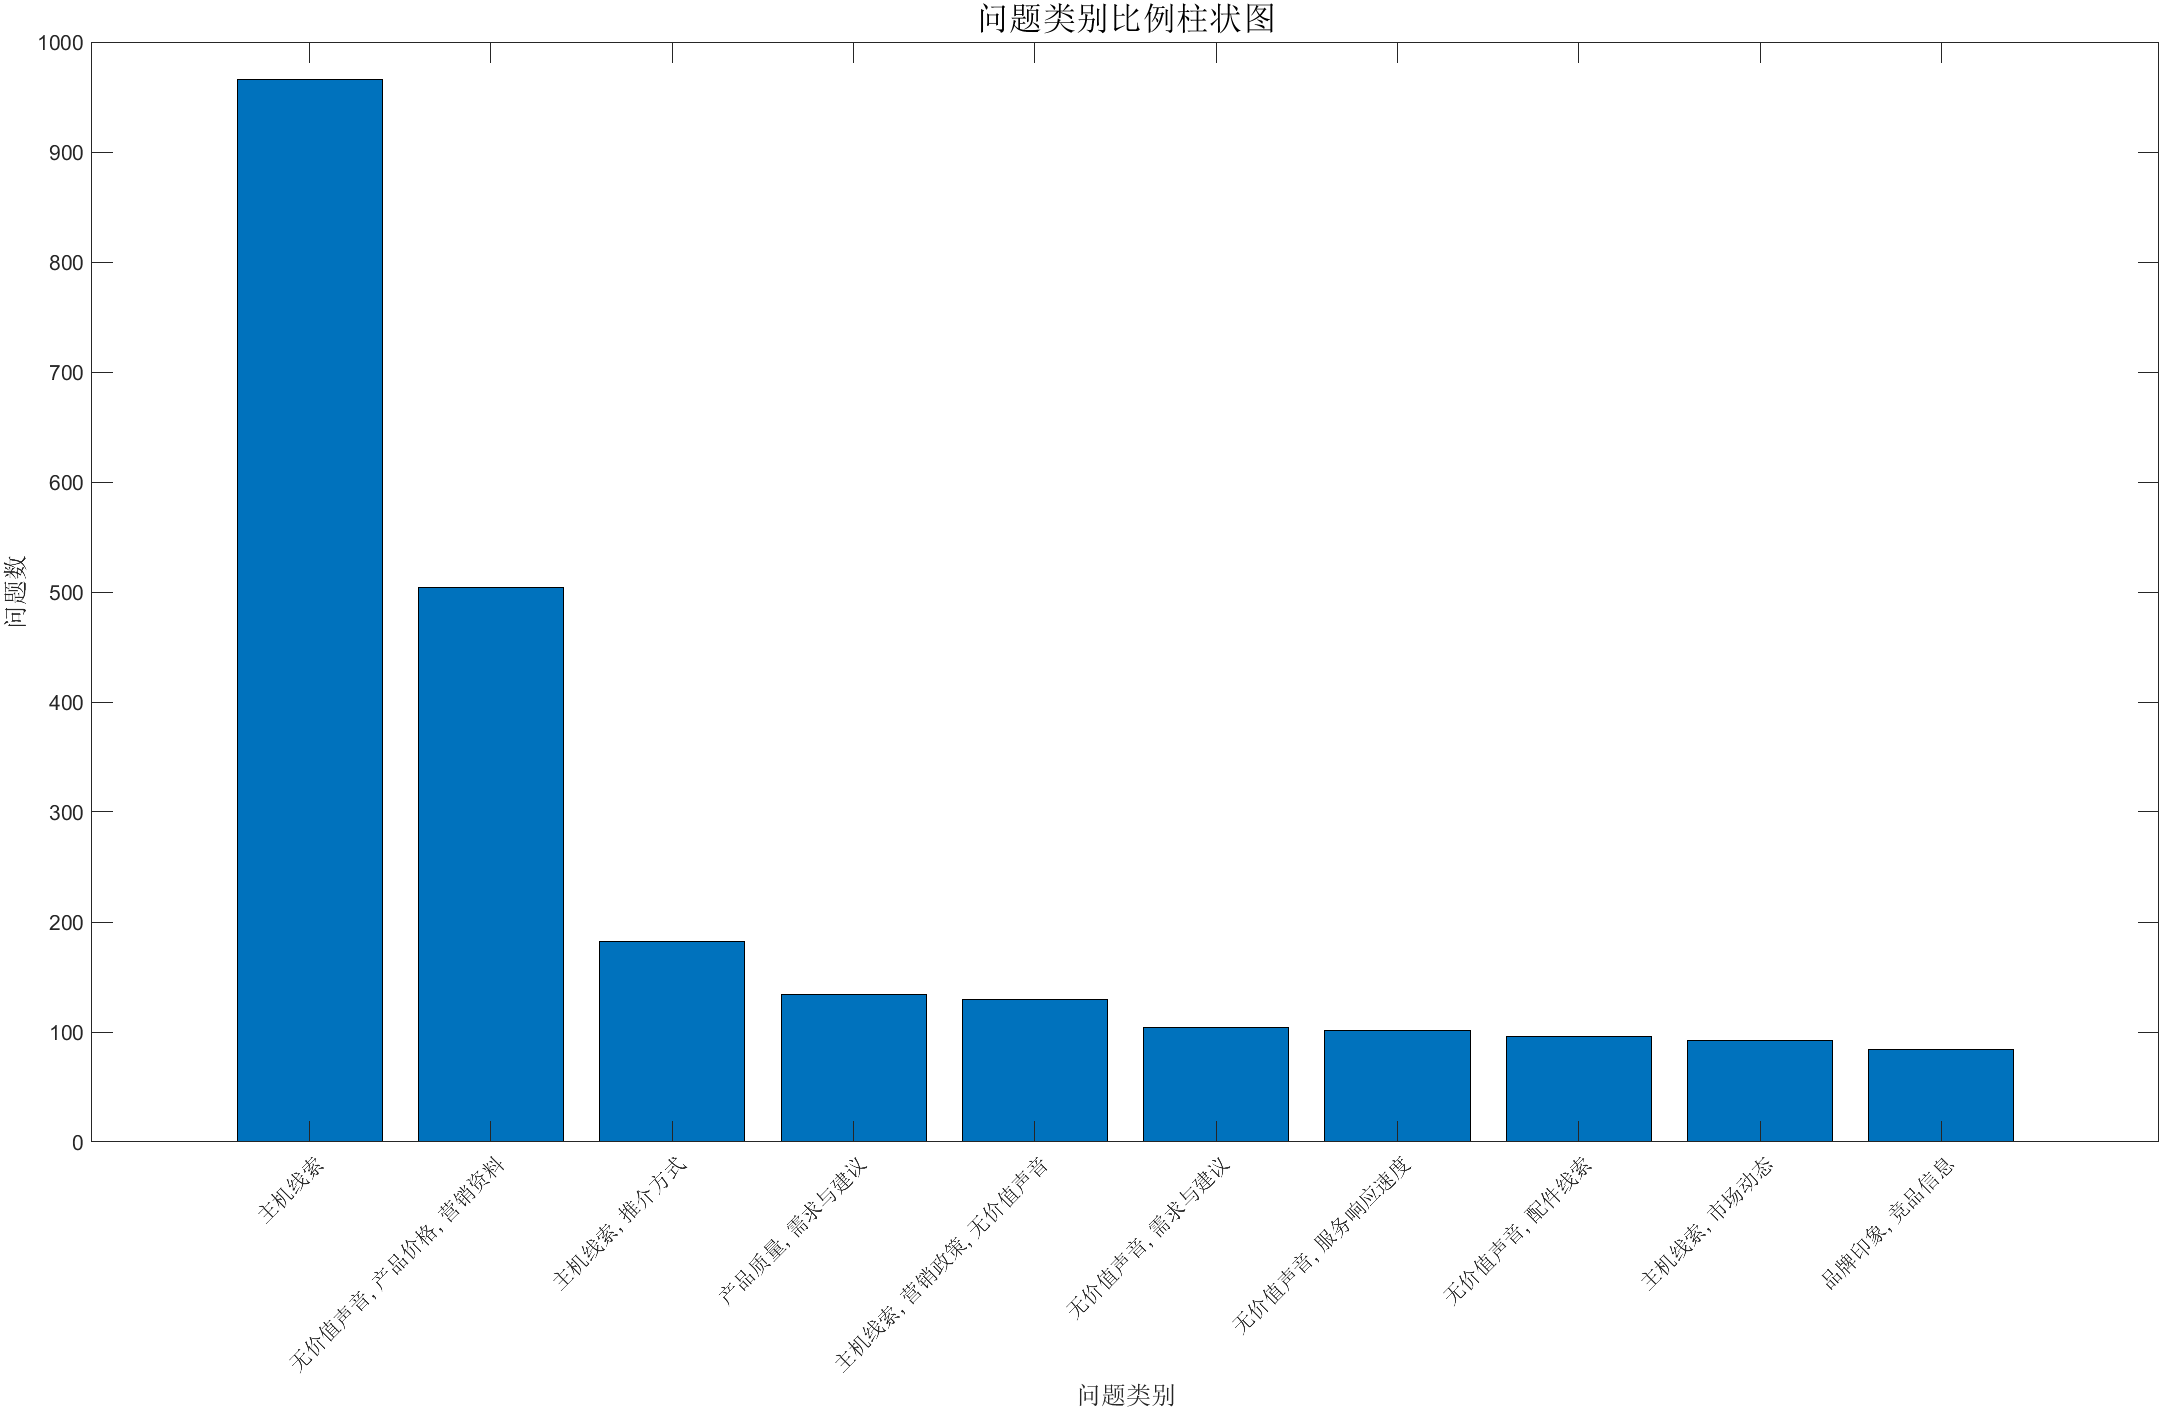 问题类别比例柱状图
1000
900
800
700
600
500
400
300
200
100
0
问题数
主机线索
无价值声音,产品价格,营销资料
主机线索,推介方式
产品质量,需求与建议
主机线索,营销政策,无价值声音
无价值声音,需求与建议
无价值声音,服务响应速度
无价值声音,配件线索
主机线索,市场动态
品牌印象,竞品信息
问题类别